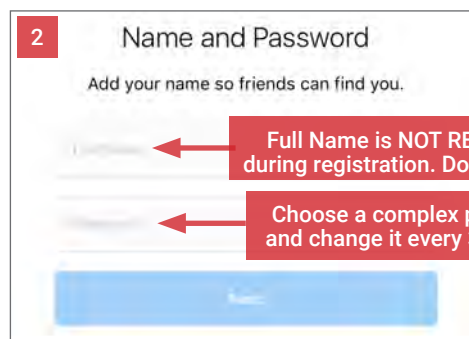 2
Name and Password
Add your name so friends can find you.
Full Name is NOT RE
during registration. Do
Choose a complex p
and change it every